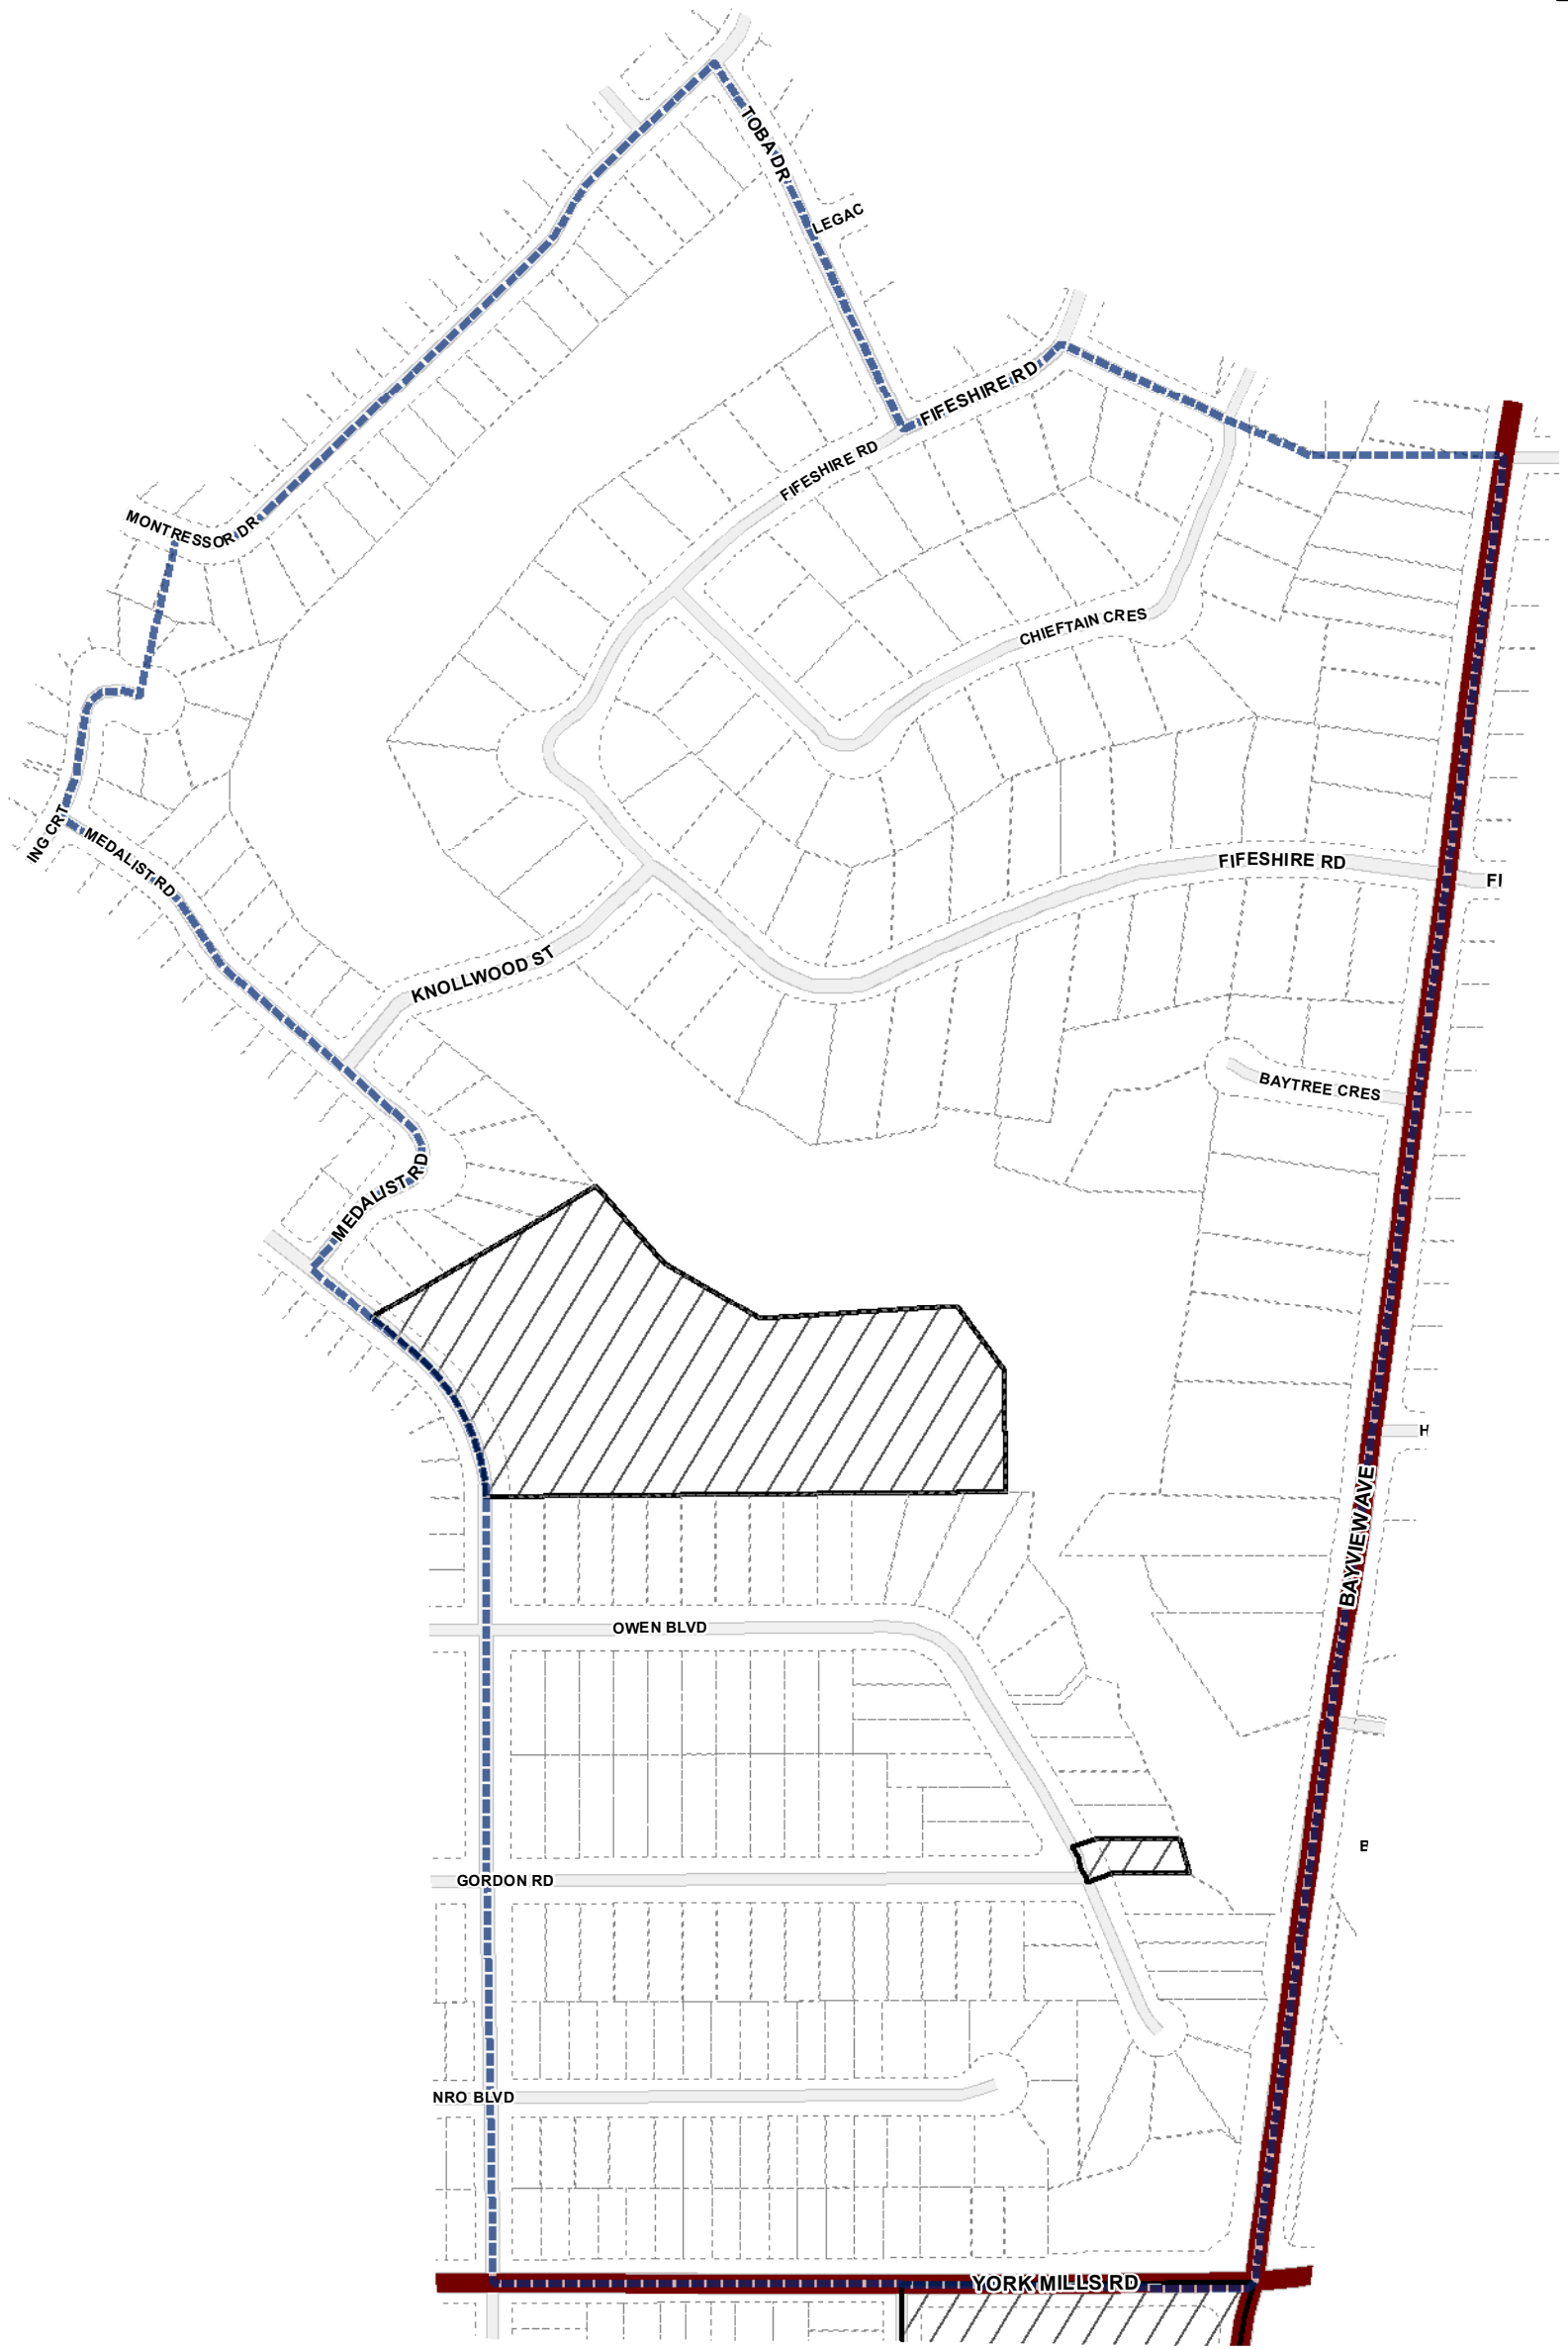 TOBA DR
LEGAC
FIFESHIRE RD
FIFESHIRE RD
MONTRESSOR DR
CHIEFTAIN CRES
ING CRT
MEDALIST RD
FIFESHIRE RD
FI
KNOLLWOOD ST
BAYTREE CRES
MEDALIST RD
H
BAYVIEW AVE
OWEN BLVD
B
GORDON RD
NRO BLVD
YORK MILLS RD